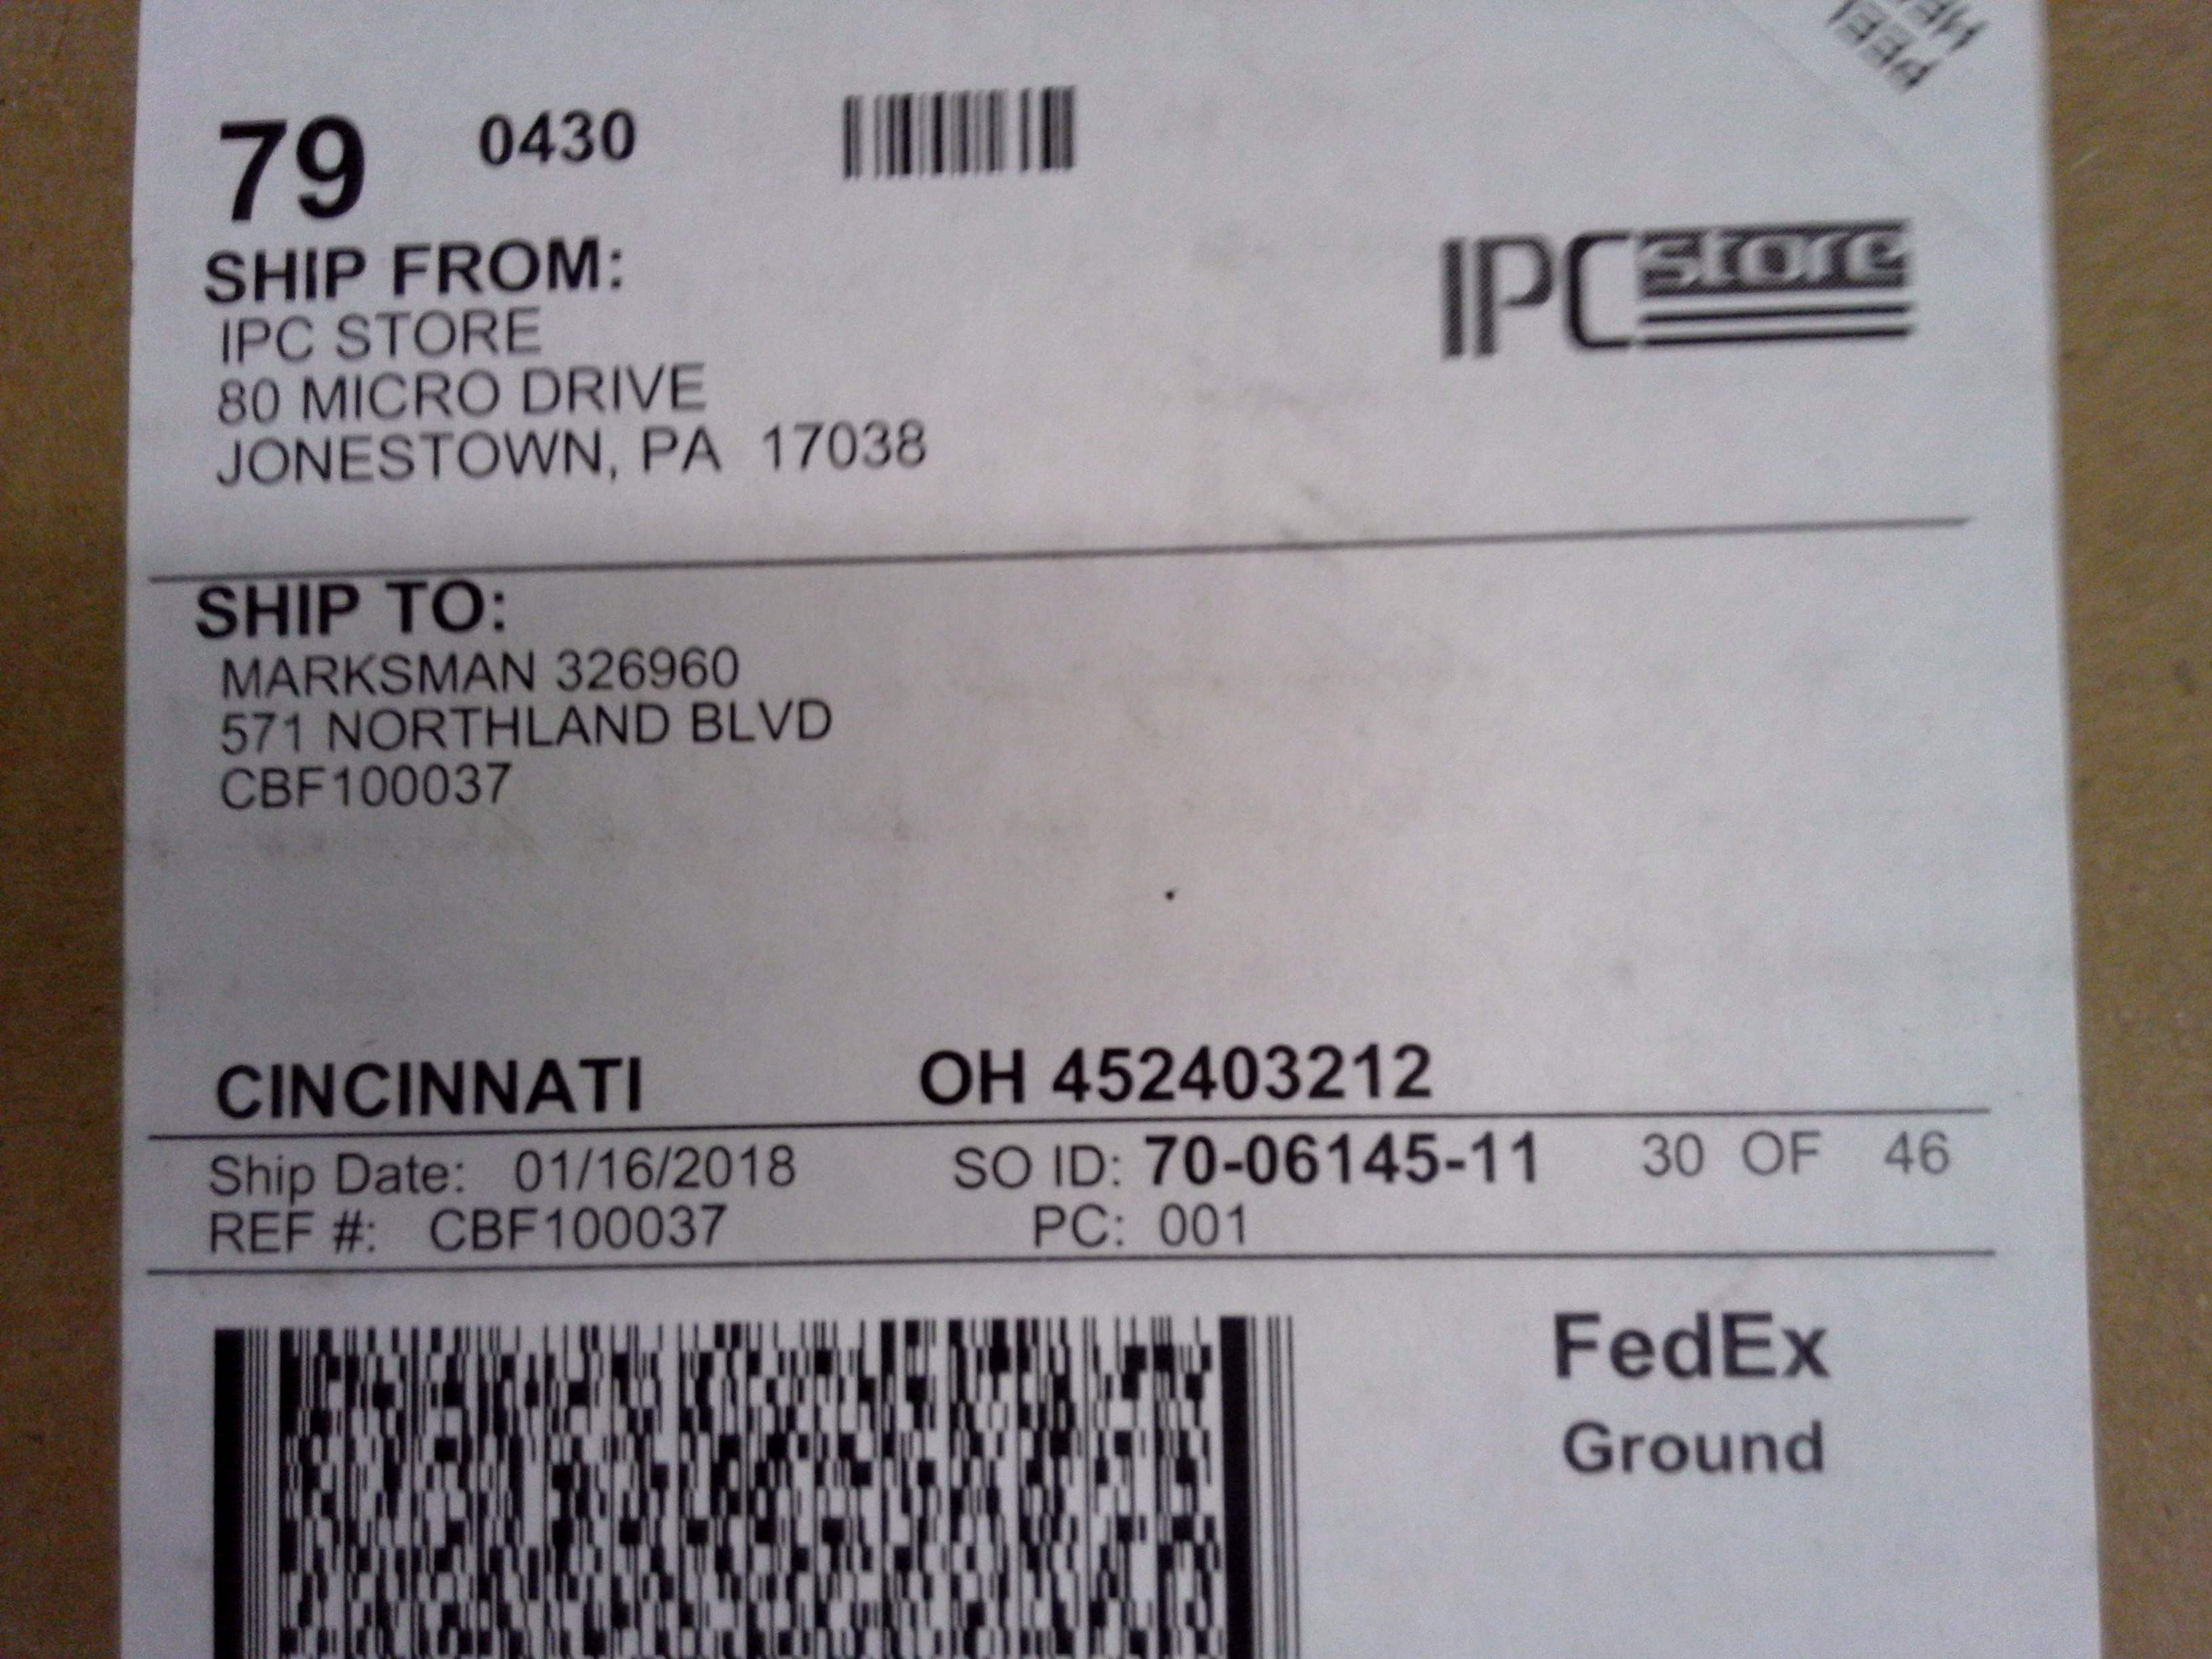 PEEL
HE
79 0430
IPC store
SHIP FROM:
IPC STORE
80 MICRO DRIVE
JONESTOWN, PA 17038
SHIP TO:
MARKSMAN 326960
571 NORTHLAND BLVD
CBF100037
CINCINNATI OH 452403212
Ship Date: 01/16/2018 SO ID: 70-06145-11 30 OF 46
REF #: CBF100037 PC: 001
FedEx
Ground